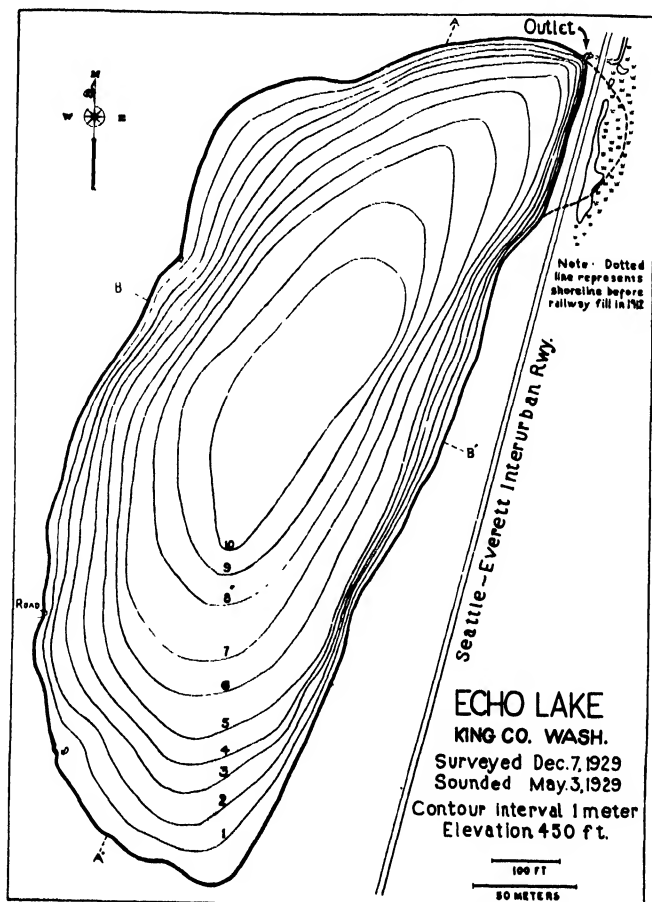 A
Outlet
N
W E
B
Note - Dotted
line represents
shoreline before
railway fill in 1912
Seattle-Everett Interurban Rwy.
B'
10
9
8
ROAD
7
6
5
4
3
2
1
A'
ECHO LAKE
KING CO. WASH.
Surveyed Dec. 7, 1929
Sounded May. 3, 1929
Contour interval 1 meter
Elevation 450 ft.
100 FT
50 METERS